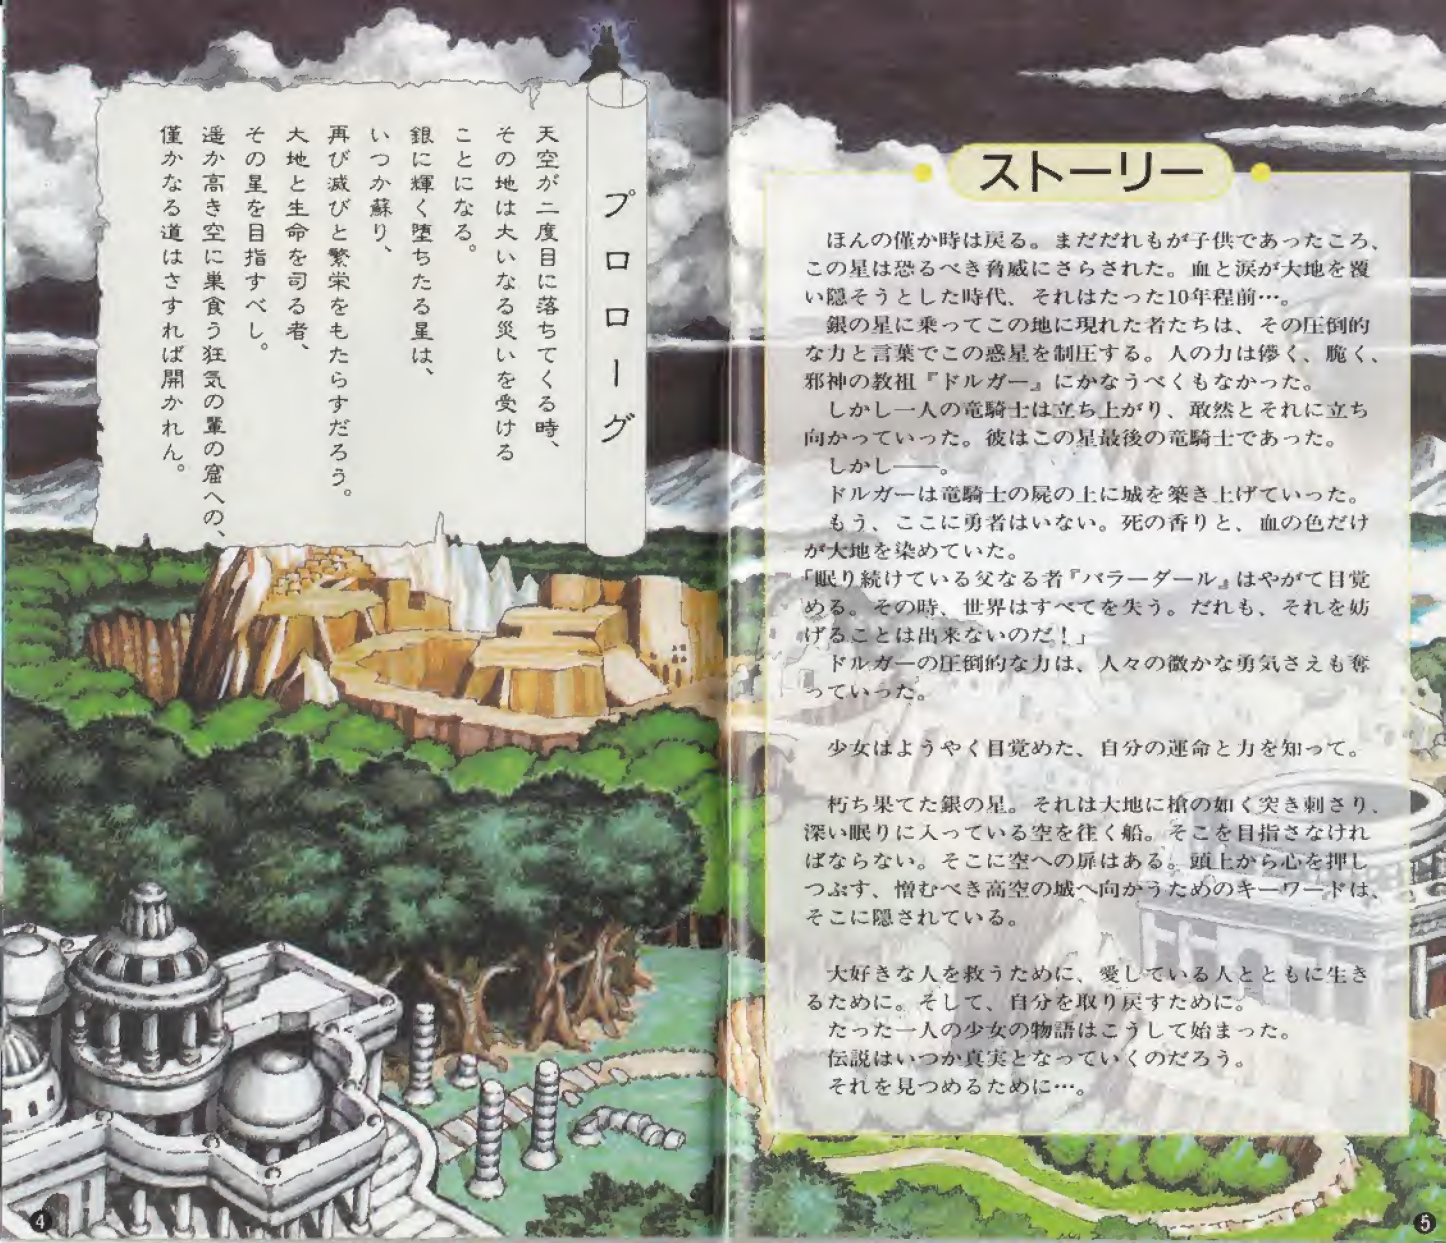 プロローグ
天空が二度目に落ちてくる時、
その地は大いなる災いを受ける
ことになる。
銀に輝く堕ちたる星は、
いつか蘇り、
再び滅びと繁栄をもたらすだろう。
大地と生命を司る者、
その星を目指すべし。
遥か高き空に巣食う狂気の輩の窟への、
僅かなる道はさすれば開かれん。
4
ストーリー
ほんの僅か時は戻る。まだだれもが子供であったころ、
この星は恐るべき脅威にさらされた。血と涙が大地を覆
い隠そうとした時代、それはたった10年程前…。
銀の星に乗ってこの地に現れた者たちは、その圧倒的
な力と言葉でこの惑星を制圧する。人の力は儚く、脆く、
邪神の教祖『ドルガー』にかなうべくもなかった。
しかし一人の竜騎士は立ち上がり、敢然とそれに立ち
向かっていった。彼はこの星最後の竜騎士であった。
しかし――。
ドルガーは竜騎士の屍の上に城を築き上げていった。
もう、ここに勇者はいない。死の香りと、血の色だけ
が大地を染めていた。
「眠り続けている父なる者『バラーダール』はやがて目覚
める。その時、世界はすべてを失う。だれも、それを妨
げることは出来ないのだ！」
ドルガーの圧倒的な力は、人々の微かな勇気さえも奪
っていった。
少女はようやく目覚めた、自分の運命と力を知って。
朽ち果てた銀の星。それは大地に槍の如く突き刺さり、
深い眠りに入っている空を往く船。そこを目指さなけれ
ばならない。そこに空への扉はある。頭上から心を押し
つぶす、憎むべき高空の城へ向かうためのキーワードは、
そこに隠されている。
大好きな人を救うために、愛している人とともに生き
るために。そして、自分を取り戻すために。
たった一人の少女の物語はこうして始まった。
伝説はいつか真実となっていくのだろう。
それを見つめるために…。
5